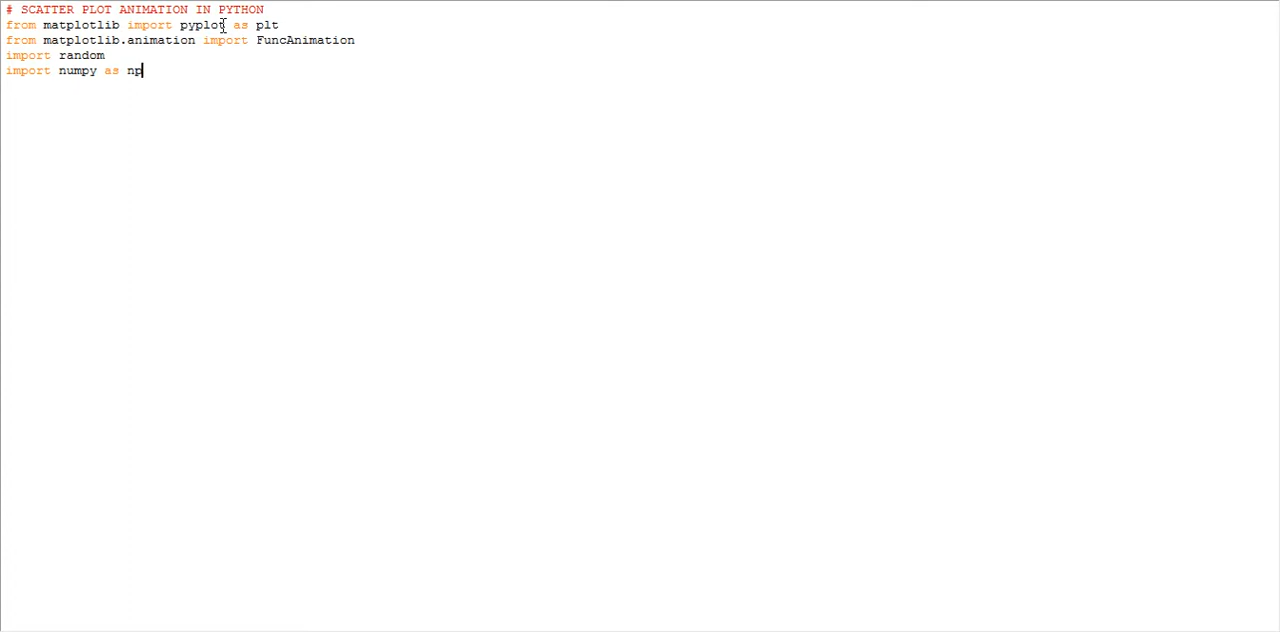 # SCATTER PLOT ANIMATION IN PYTHON
from matplotlib import pyplot as plt
from matplotlib.animation import FuncAnimation
import random
import numpy as np